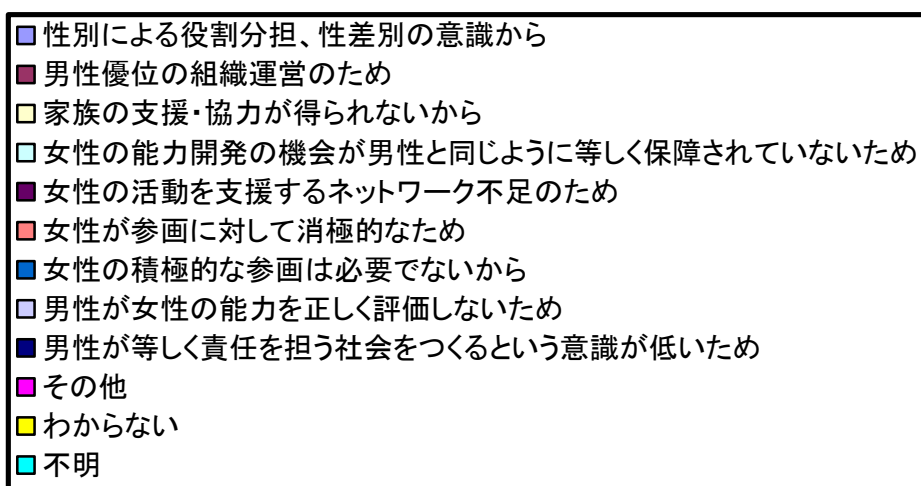 性別による役割分担、性差別の意識から
男性優位の組織運営のため
家族の支援・協力が得られないから
女性の能力開発の機会が男性と同じように等しく保障されていないため
女性の活動を支援するネットワーク不足のため
女性が参画に対して消極的なため
女性の積極的な参画は必要でないから
男性が女性の能力を正しく評価しないため
男性が等しく責任を担う社会をつくるという意識が低いため
その他
わからない
不明